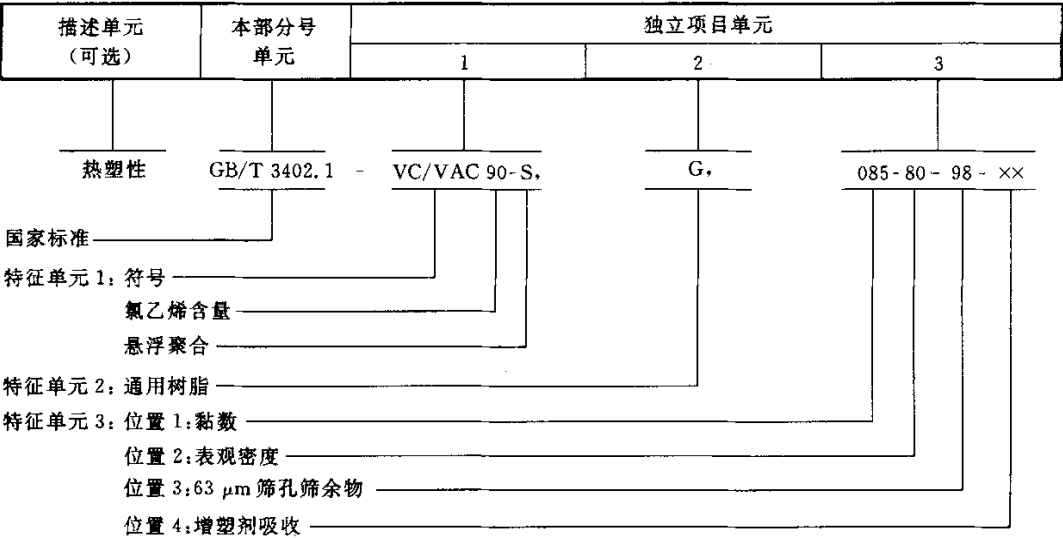 描述单元 本部分号 独立项目单元
(可选) 单元 1 2 3
热塑性 GB/T 3402.1 - VC/VAC 90-S, G, 085-80-98-××
国家标准
特征单元 1：符号
氯乙烯含量
悬浮聚合
特征单元 2：通用树脂
特征单元 3：位置 1:黏数
位置 2:表观密度
位置 3:63 μm 筛孔筛余物
位置 4:增塑剂吸收